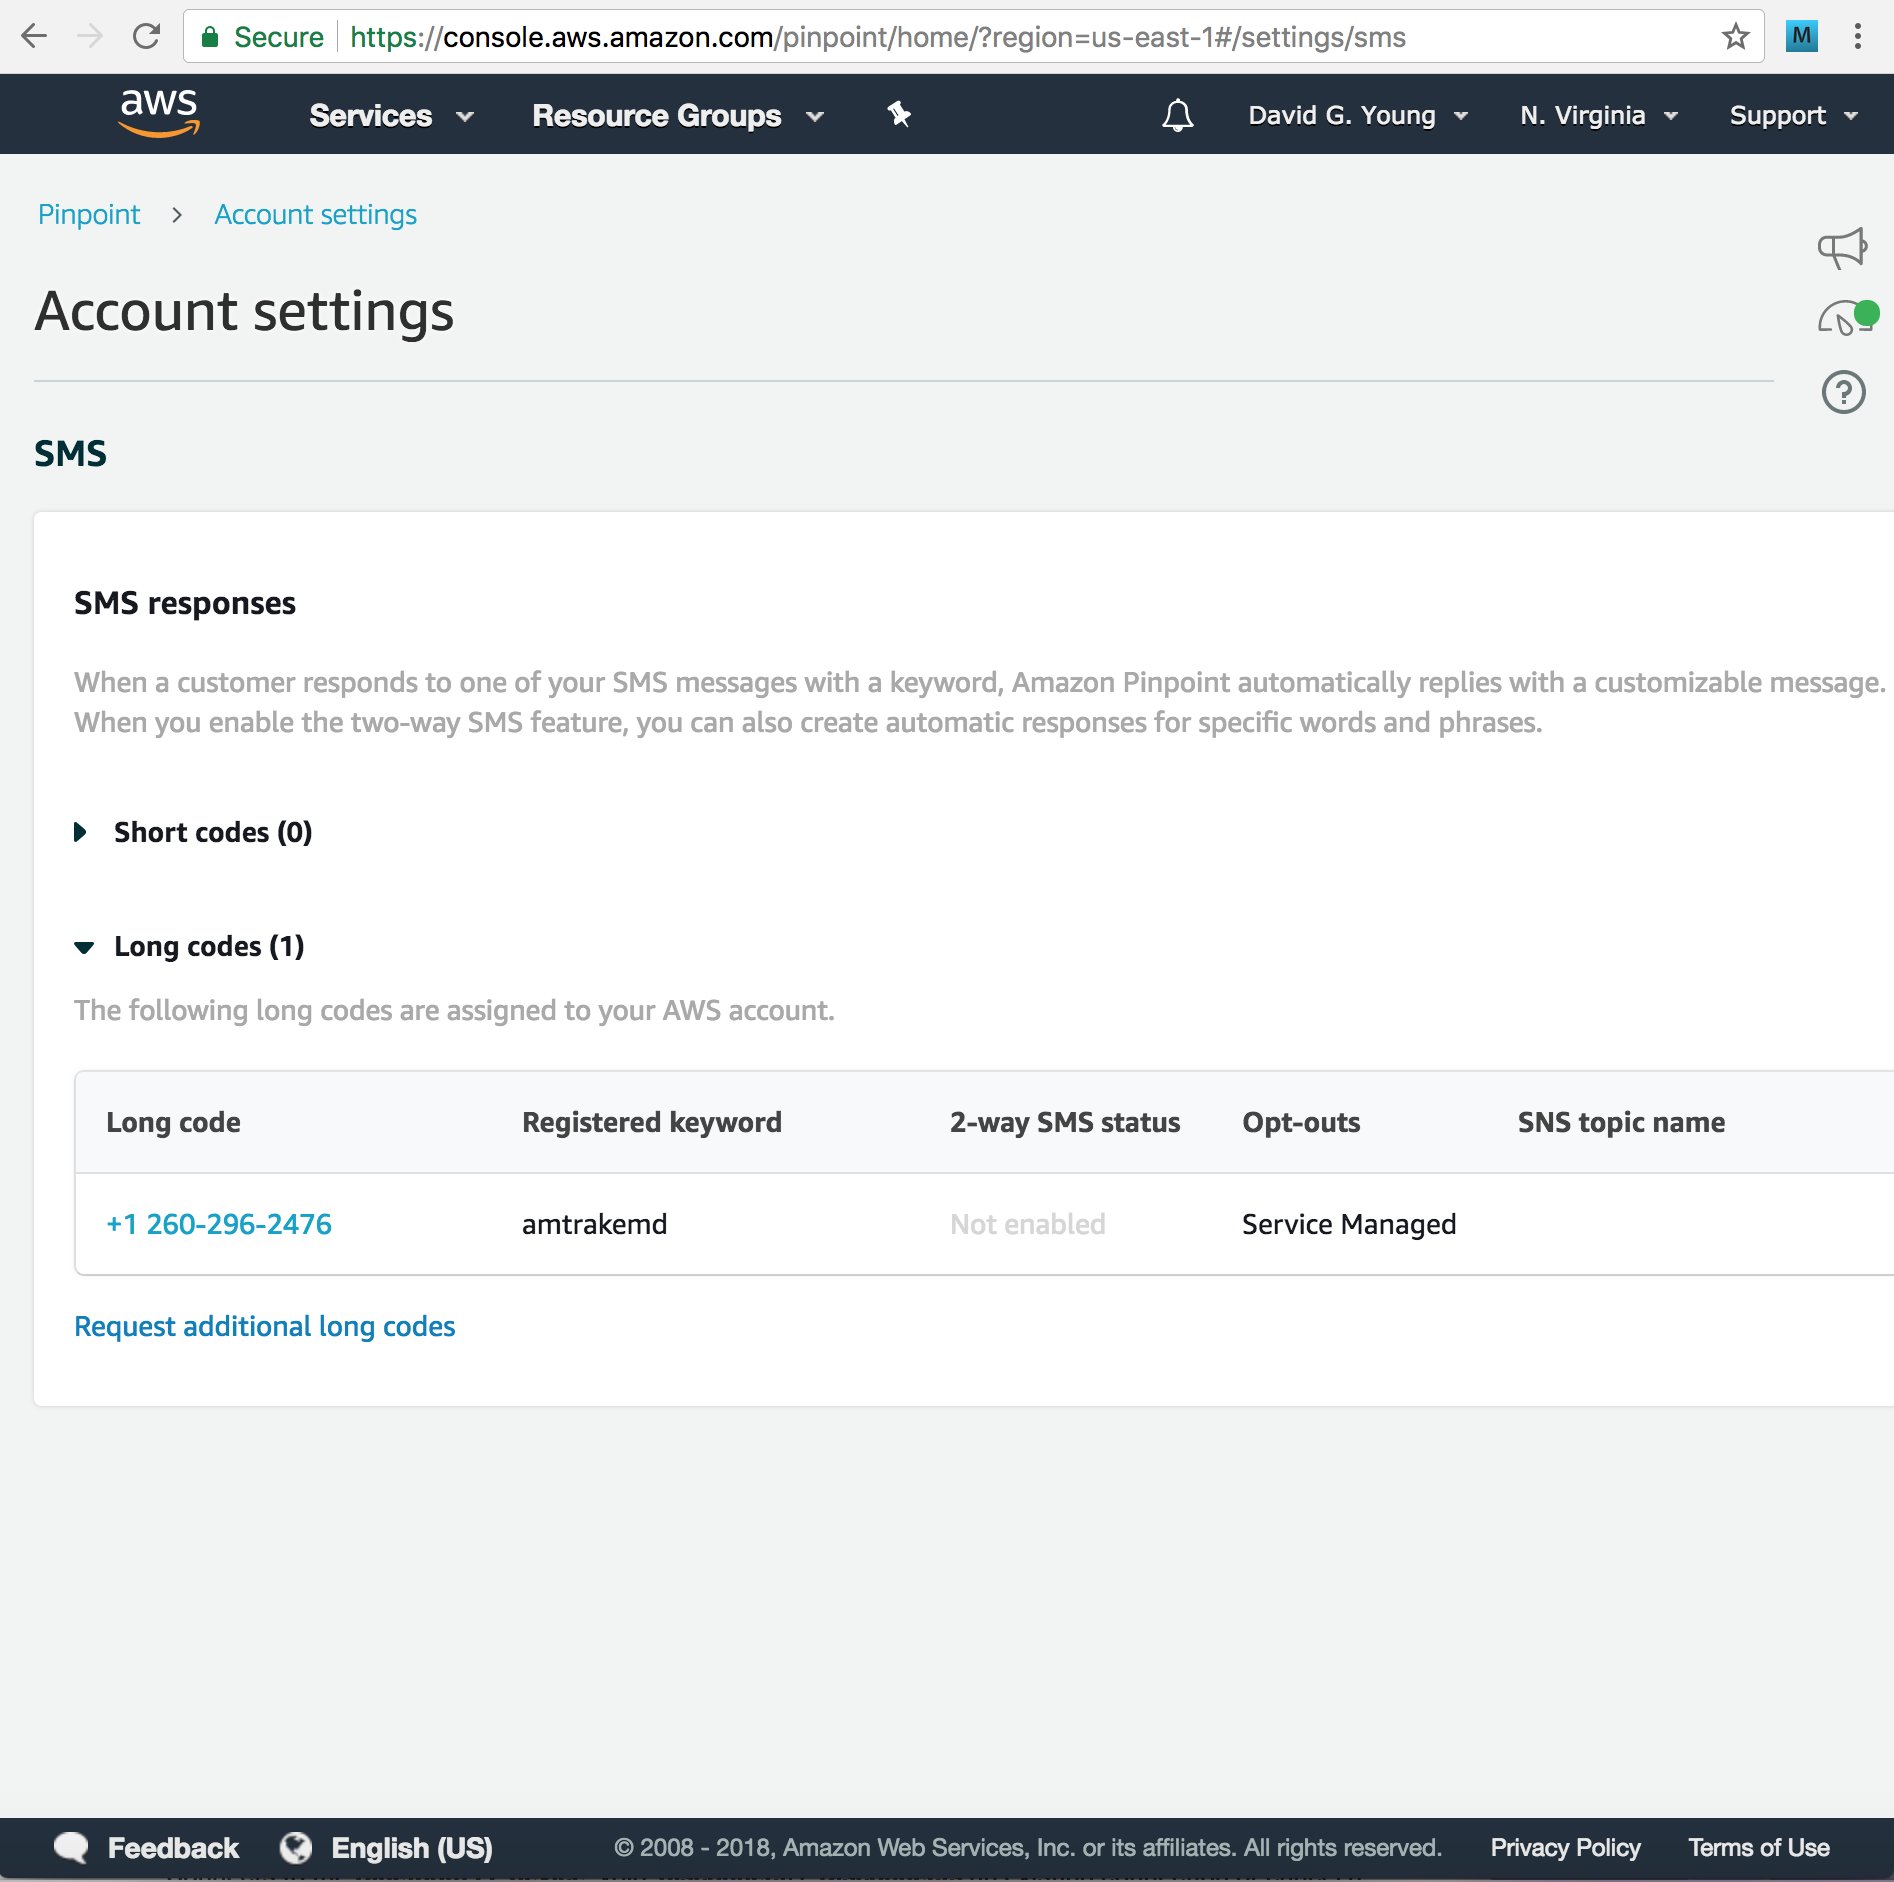 Secure https://console.aws.amazon.com/pinpoint/home/?region=us-east-1#/settings/sms M
aws Services Resource Groups David G. Young N. Virginia Support
Pinpoint > Account settings
Account settings
?
SMS
SMS responses
When a customer responds to one of your SMS messages with a keyword, Amazon Pinpoint automatically replies with a customizable message.
When you enable the two-way SMS feature, you can also create automatic responses for specific words and phrases.
Short codes (0)
Long codes (1)
The following long codes are assigned to your AWS account.
Long code Registered keyword 2-way SMS status Opt-outs SNS topic name
+1 260-296-2476 amtrakemd Not enabled Service Managed
Request additional long codes
Feedback English (US) © 2008 - 2018, Amazon Web Services, Inc. or its affiliates. All rights reserved. Privacy Policy Terms of Use